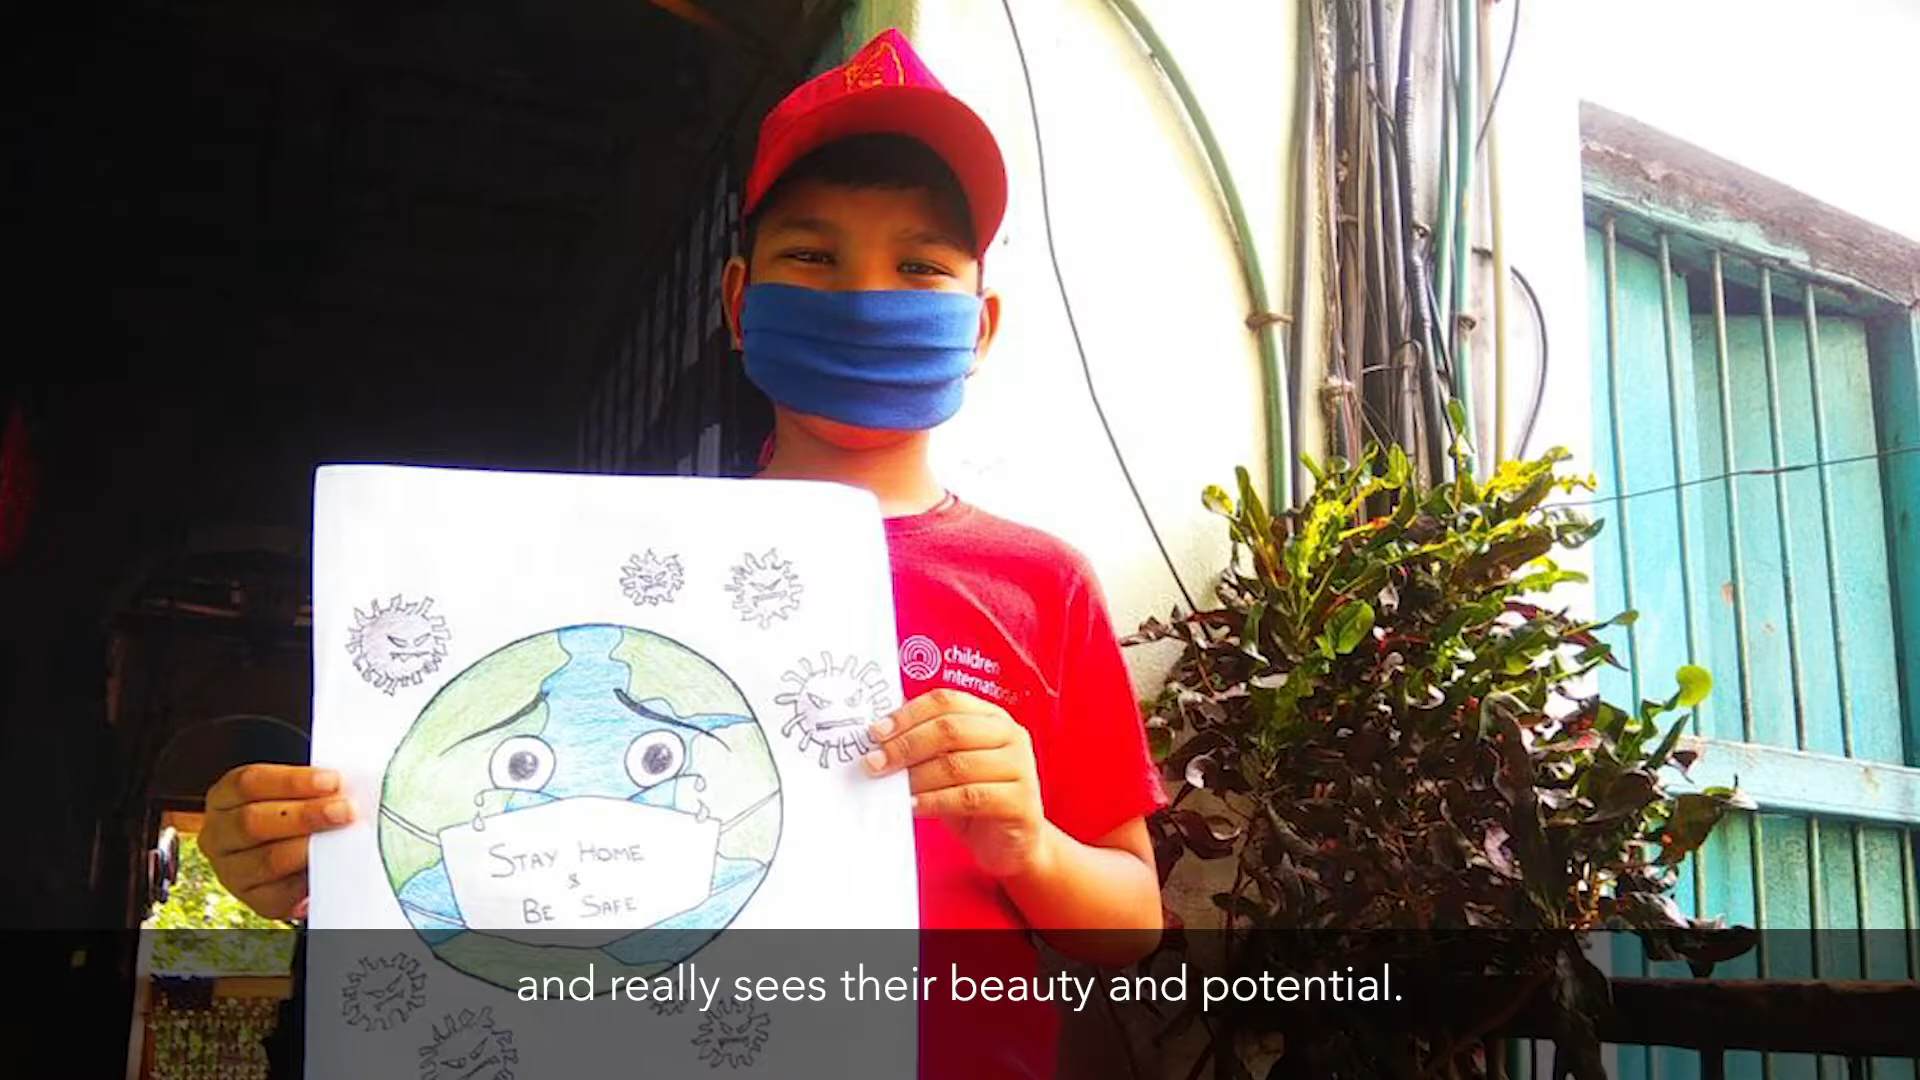 children
international
STAY HOME
&
BE SAFE
and really sees their beauty and potential.